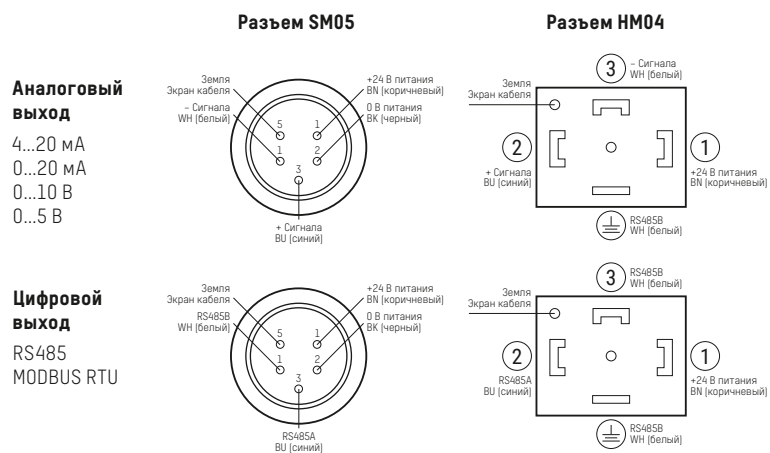 Разъем SM05
Разъем HM04
Аналоговый
выход
4...20 мА
0...20 мА
0...10 В
0...5 В
Земля
Экран кабеля
– Сигнала
WH (белый)
+24 В питания
BN (коричневый)
0 В питания
BK (черный)
5
1
1
2
3
+ Сигнала
BU (синий)
3
– Сигнала
WH (белый)
Земля
Экран кабеля
2
+ Сигнала
BU (синий)
1
+24 В питания
BN (коричневый)
RS485B
WH (белый)
Цифровой
выход
RS485
MODBUS RTU
Земля
Экран кабеля
RS485B
WH (белый)
+24 В питания
BN (коричневый)
0 В питания
BK (черный)
5
1
1
2
3
RS485A
BU (синий)
3
RS485B
WH (белый)
Земля
Экран кабеля
2
RS485A
BU (синий)
1
+24 В питания
BN (коричневый)
RS485B
WH (белый)